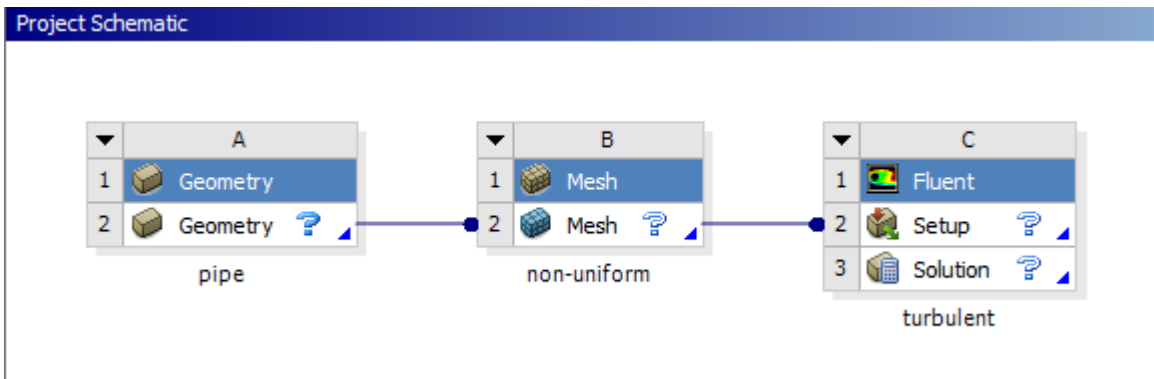 Project Schematic
A
1 Geometry
2 Geometry ?
pipe
B
1 Mesh
2 Mesh ?
non-uniform
C
1 Fluent
2 Setup ?
3 Solution ?
turbulent